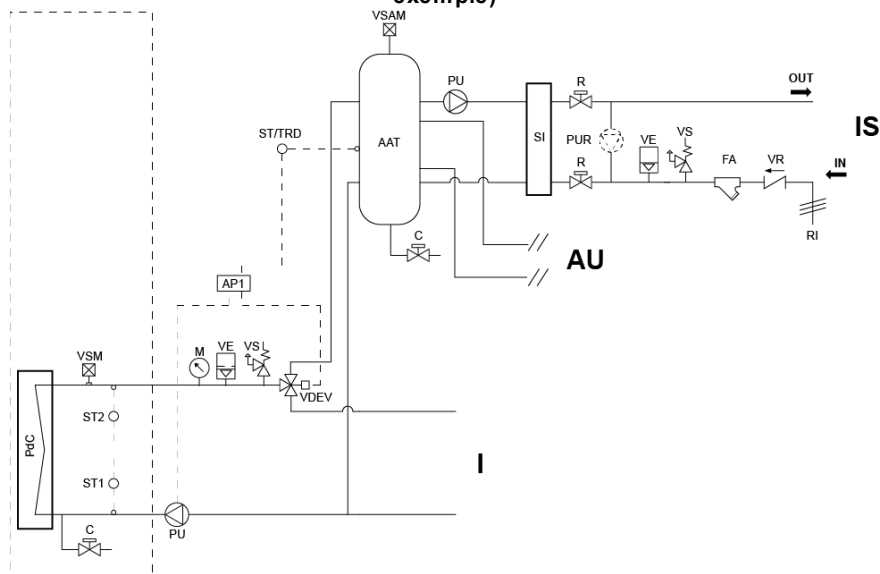 exemple)
VSAM
PU
R
OUT
IS
ST/TRD
AAT
SI
PUR
VE
VS
FA
VR
IN
R
RI
C
AU
AP1
M
VE
VS
VSM
VDEV
ST2
PdC
I
ST1
C
PU